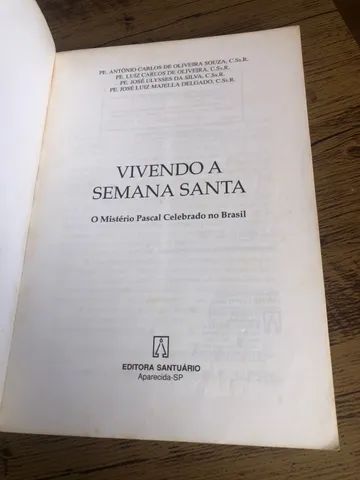 PE. ANTÔNIO CARLOS DE OLIVEIRA SOUZA, C.Ss.R.
PE. LUIZ CARLOS DE OLIVEIRA, C.Ss.R.
PE. JOSÉ ULYSSES DA SILVA, C.Ss.R.
PE. JOSÉ LUIZ MAJELLA DELGADO, C.Ss.R.
VIVENDO A
SEMANA SANTA
O Mistério Pascal Celebrado no Brasil
EDITORA SANTUÁRIO
Aparecida-SP